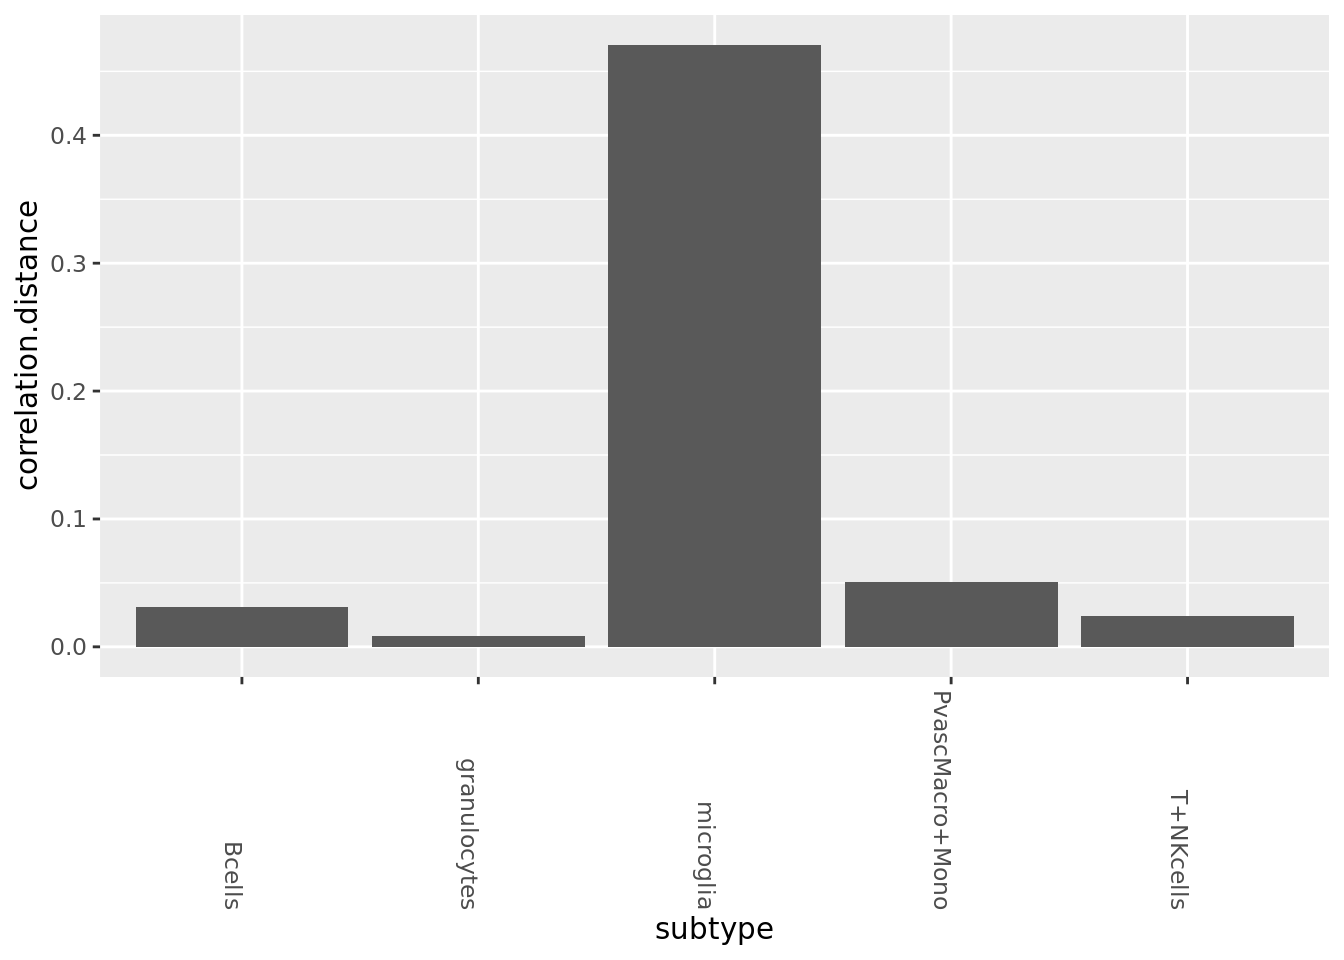 correlation.distance
0.4
0.3
0.2
0.1
0.0
Bcells
granulocytes
microglia
PvascMacro+Mono
T+NKcells
subtype